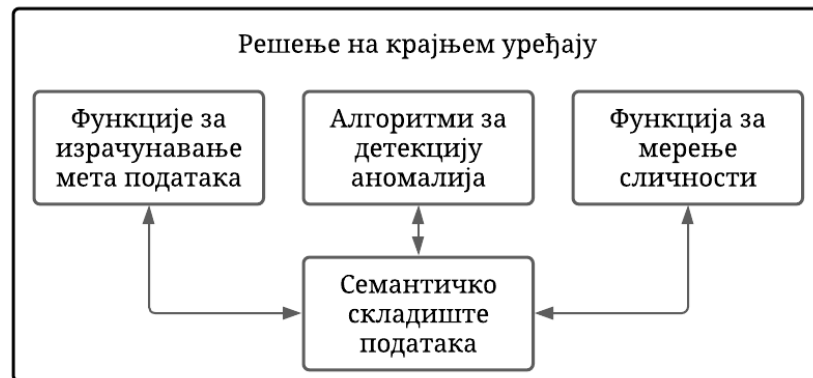 Решење на крајњем уређају
Функције за
израчунавање
мета података
Алгоритми за
детекцију
аномалија
Функција за
мерење
сличности
Семантичко
складиште
података